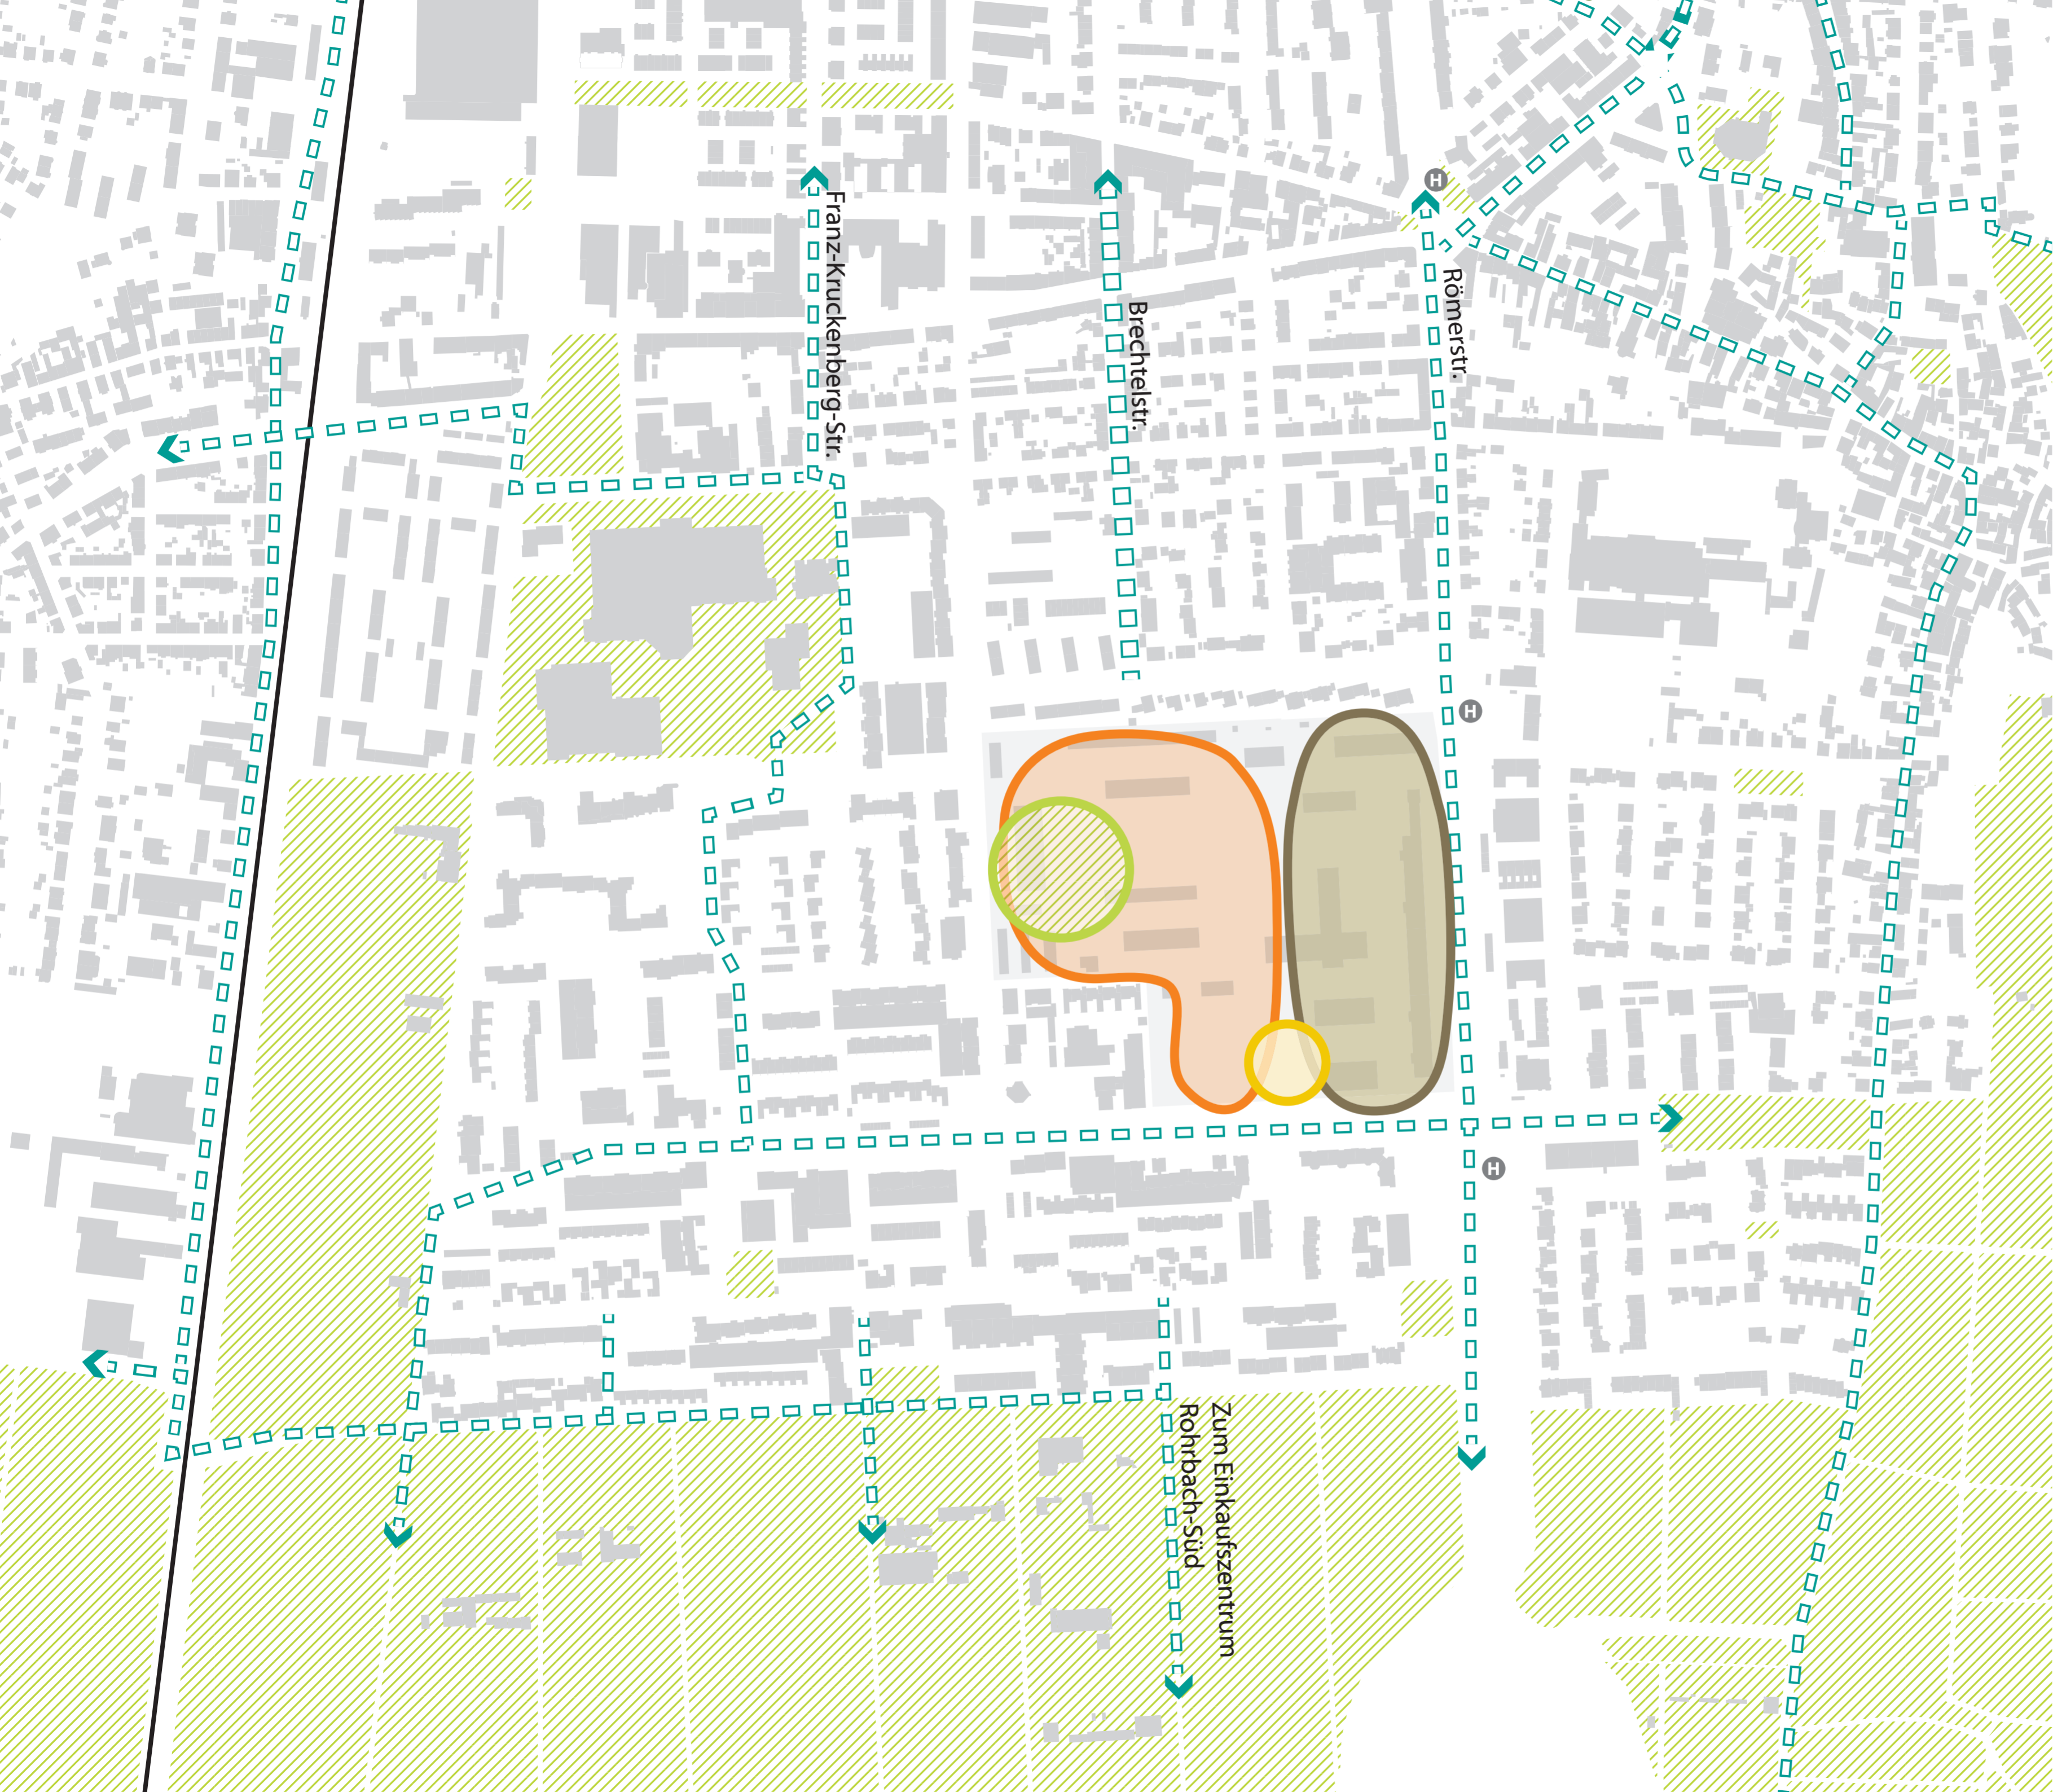 H
Franz-Kruckenberg-Str.
Römerstr.
Brechtelstr.
H
H
Zum Einkaufszentrum
Rohrbach-Süd